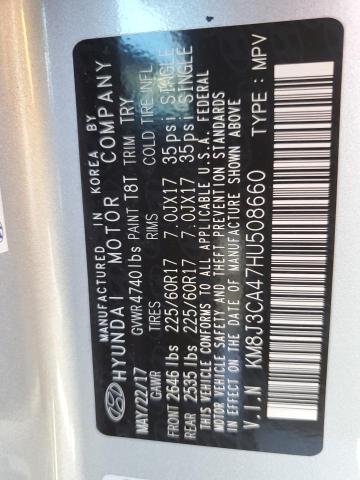 MANUFACTURED IN KOREA BY
HYUNDAI MOTOR COMPANY
MAY/22/17 GVWR 4740lbs PAINT T8T TRIM TRY
GAWR TIRES RIMS COLD TIRE INFL.
FRONT 2646 lbs 225/60R17 7.0JX17 35psi SINGLE
REAR 2535 lbs 225/60R17 7.0JX17 35psi SINGLE
THIS VEHICLE CONFORMS TO ALL APPLICABLE U.S.A. FEDERAL
MOTOR VEHICLE SAFETY AND THEFT PREVENTION STANDARDS
IN EFFECT ON THE DATE OF MANUFACTURE SHOWN ABOVE
V.I.N KM8J3CA47HU508660 TYPE : MPV